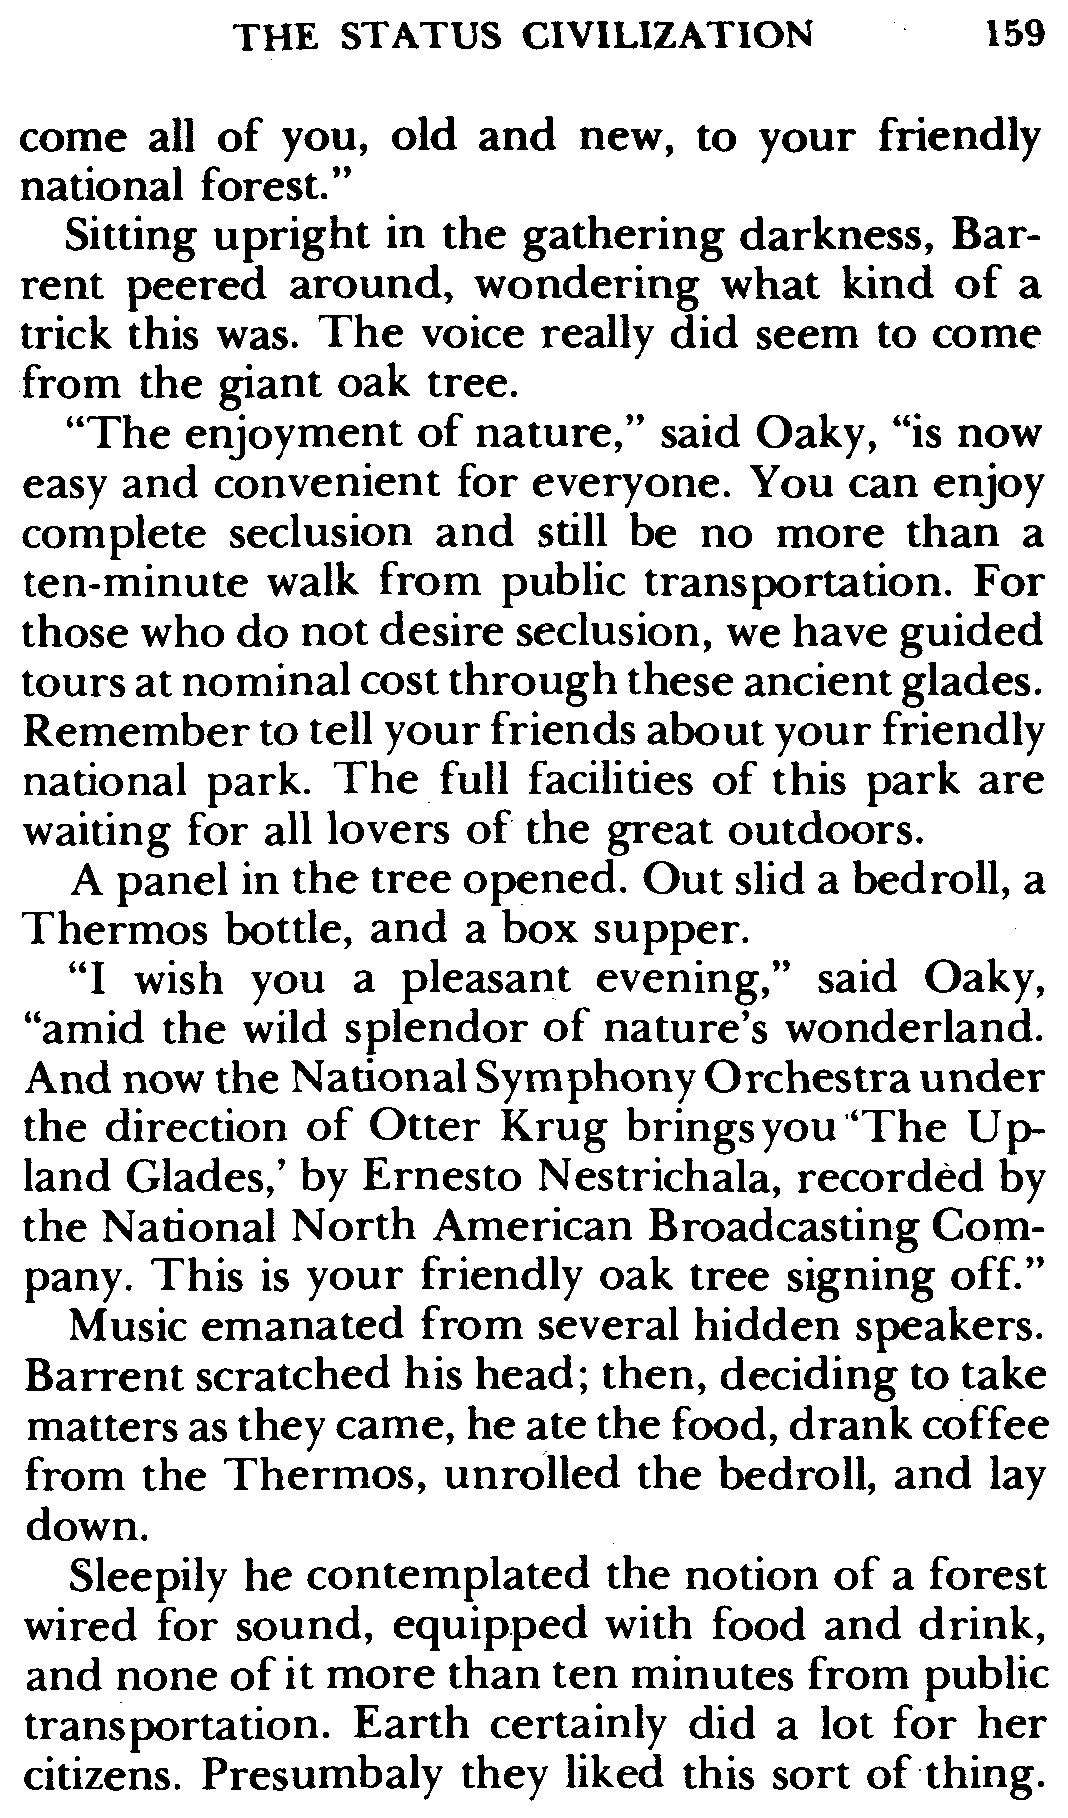 THE STATUS CIVILIZATION 159
come all of you, old and new, to your friendly
national forest.”
Sitting upright in the gathering darkness, Bar-
rent peered around, wondering what kind of a
trick this was. The voice really did seem to come
from the giant oak tree.
“The enjoyment of nature,” said Oaky, “is now
easy and convenient for everyone. You can enjoy
complete seclusion and still be no more than a
ten-minute walk from public transportation. For
those who do not desire seclusion, we have guided
tours at nominal cost through these ancient glades.
Remember to tell your friends about your friendly
national park. The full facilities of this park are
waiting for all lovers of the great outdoors.
A panel in the tree opened. Out slid a bedroll, a
Thermos bottle, and a box supper.
“I wish you a pleasant evening,” said Oaky,
“amid the wild splendor of nature’s wonderland.
And now the National Symphony Orchestra under
the direction of Otter Krug brings you ‘The Up-
land Glades,’ by Ernesto Nestrichala, recorded by
the National North American Broadcasting Com-
pany. This is your friendly oak tree signing off.”
Music emanated from several hidden speakers.
Barrent scratched his head; then, deciding to take
matters as they came, he ate the food, drank coffee
from the Thermos, unrolled the bedroll, and lay
down.
Sleepily he contemplated the notion of a forest
wired for sound, equipped with food and drink,
and none of it more than ten minutes from public
transportation. Earth certainly did a lot for her
citizens. Presumbaly they liked this sort of thing.